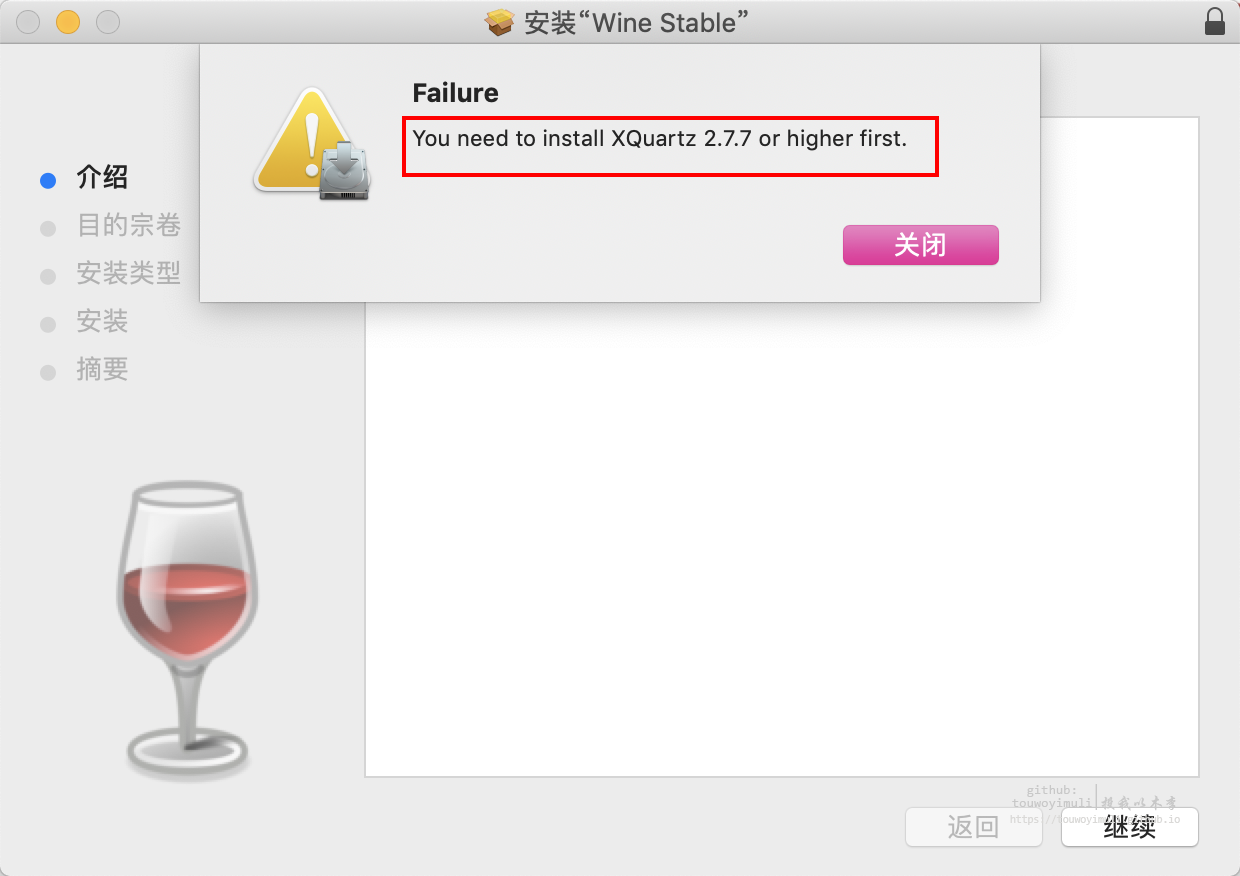 安装“Wine Stable”
Failure
You need to install XQuartz 2.7.7 or higher first.
关闭
介绍
目的宗卷
安装类型
安装
摘要
github:
touwoyimuli
投我以木李
https://touwoyimuli.github.io
返回
继续